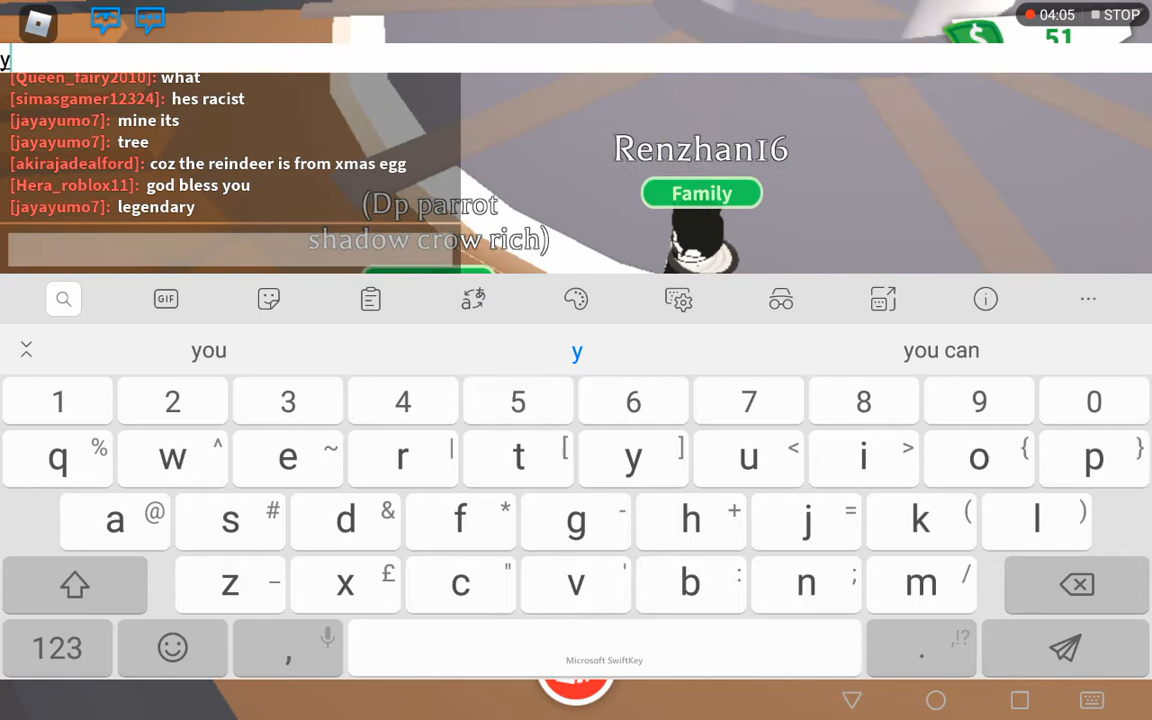 04:05 STOP
51
y
[Queen_fairy2010]: what
[simasgamer12324]: hes racist
[jayayumo7]: mine its
[jayayumo7]: tree
[akirajadealford]: coz the reindeer is from xmas egg
[Hera_roblox11]: god bless you
[jayayumo7]: legendary
Renzhan16
Family
(Dp parrot
shadow crow rich)
GIF
you y you can
1 2 3 4 5 6 7 8 9 0
q % w ^ e ~ r | t [ y ] u < i > o { p }
a @ s # d & f * g - h + j = k ( l )
z _ x £ c " v ' b : n ; m /
123 , . ,!?
Microsoft SwiftKey